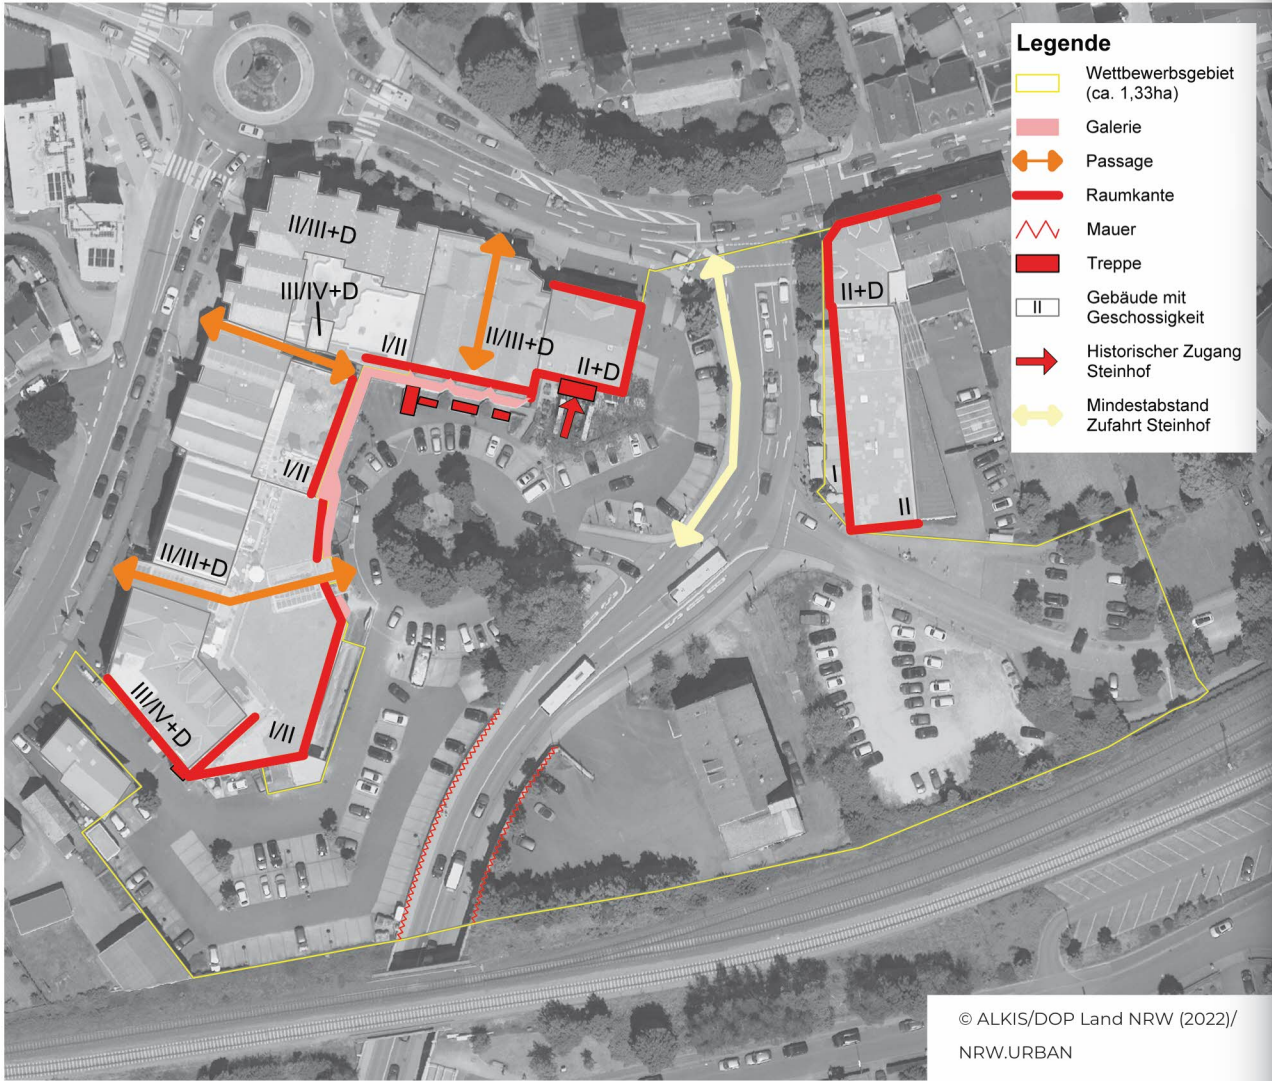 Legende
Wettbewerbsgebiet
(ca. 1,33ha)
Galerie
Passage
Raumkante
Mauer
Treppe
II
Gebäude mit
Geschossigkeit
Historischer Zugang
Steinhof
Mindestabstand
Zufahrt Steinhof
II/III+D
III/IV+D
I/II
II/III+D
II+D
II+D
I/II
I
II
II/III+D
III/IV+D
I/II
© ALKIS/DOP Land NRW (2022)/
NRW.URBAN